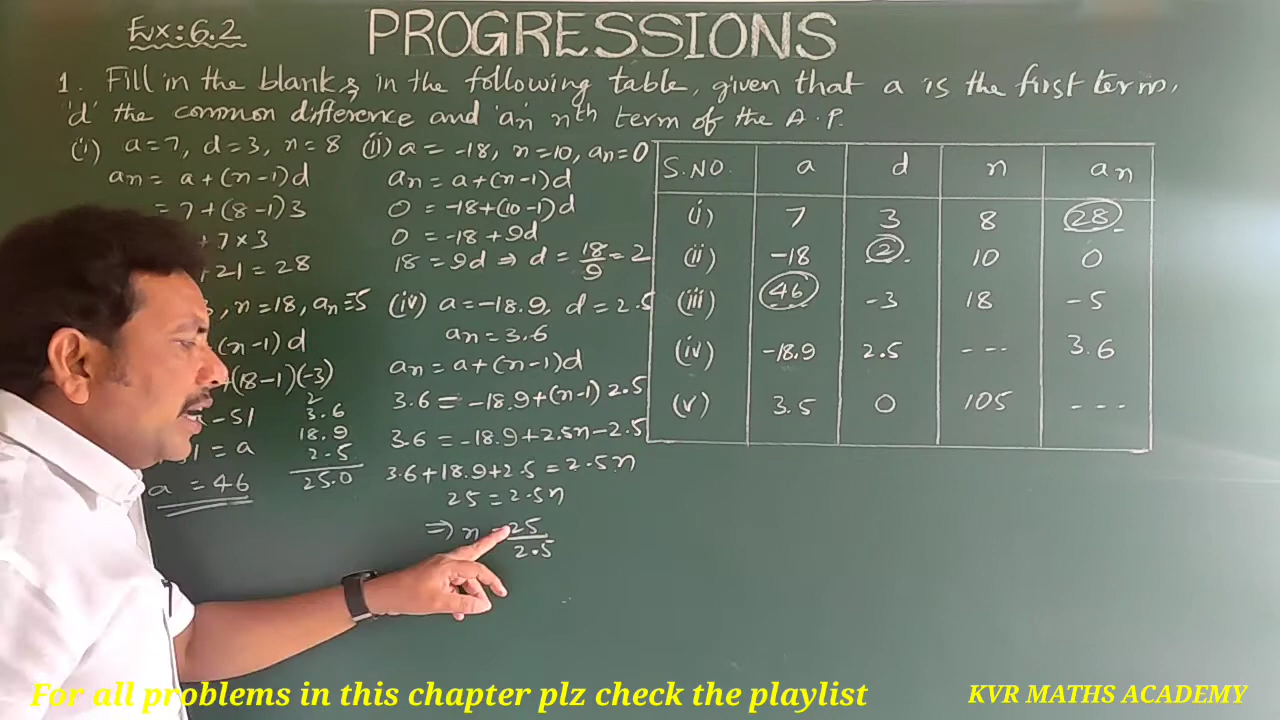 Ex:6.2
PROGRESSIONS
1. Fill in the blanks in the following table, given that a is the first term,
'd' the common difference and 'an' nth term of the A.P.
(i) a=7, d=3, n=8
an = a+(n-1)d
= 7+(8-1)3
+7×3
+21 = 28
, n=18, an=-5
(n-1)d
(18-1)(-3)
-51
= a
a = 46
2
3.6
18.9
2.5
25.0
(ii) a = -18, n=10, an=0
an = a+(n-1)d
0 = -18+(10-1)d
0 = -18+9d
18 = 9d ⇒ d = 18/9 = 2
(iv) a=-18.9, d=2.5
an=3.6
an = a+(n-1)d
3.6 = -18.9+(n-1) 2.5
3.6 = -18.9+2.5n-2.5
3.6+18.9+2.5 = 2.5n
25 = 2.5n
⇒ n = 25/2.5
S.NO. a d n an
(i) 7 3 8 28
(ii) -18 2 10 0
(iii) 46 -3 18 -5
(iv) -18.9 2.5 --- 3.6
(v) 3.5 0 105 ---
For all problems in this chapter plz check the playlist
KVR MATHS ACADEMY